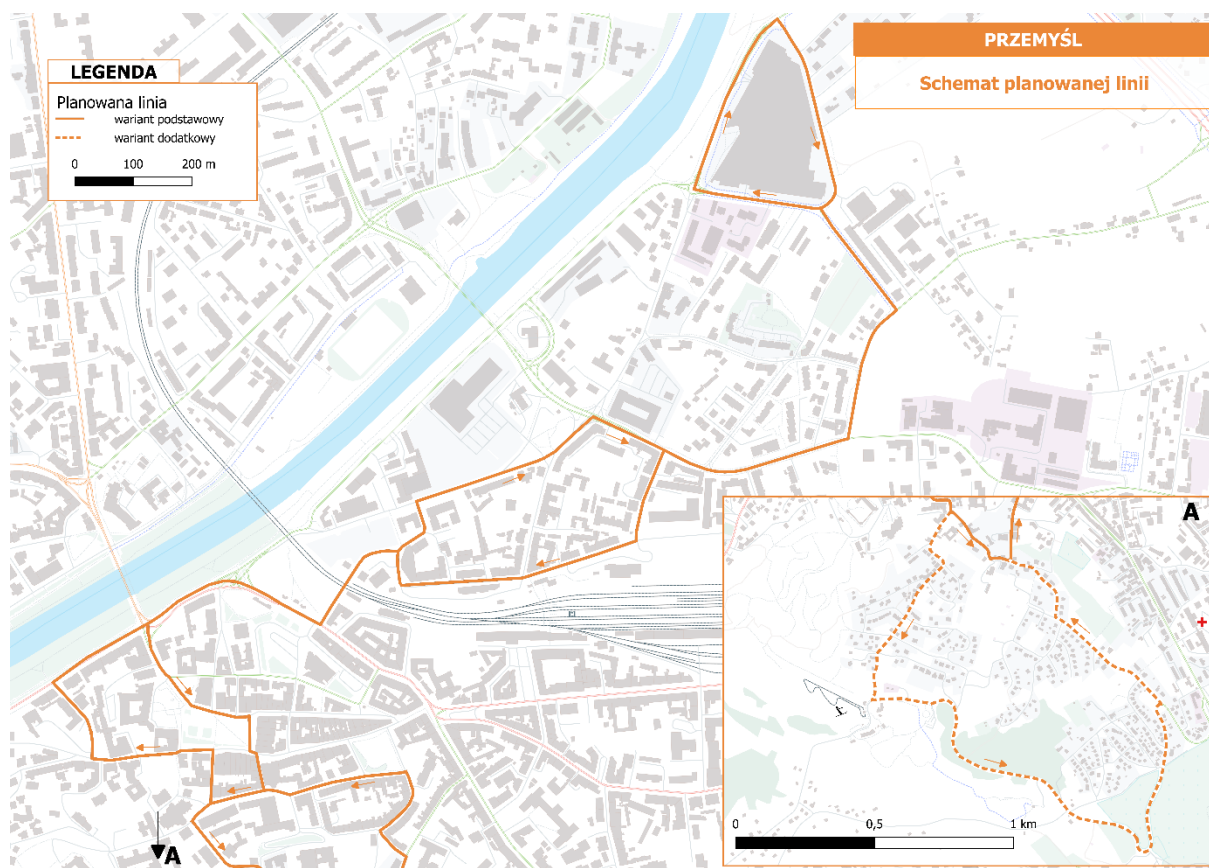 PRZEMYŚL
Schemat planowanej linii
LEGENDA
Planowana linia
wariant podstawowy
wariant dodatkowy
0 100 200 m
A
A
0 0,5 1 km